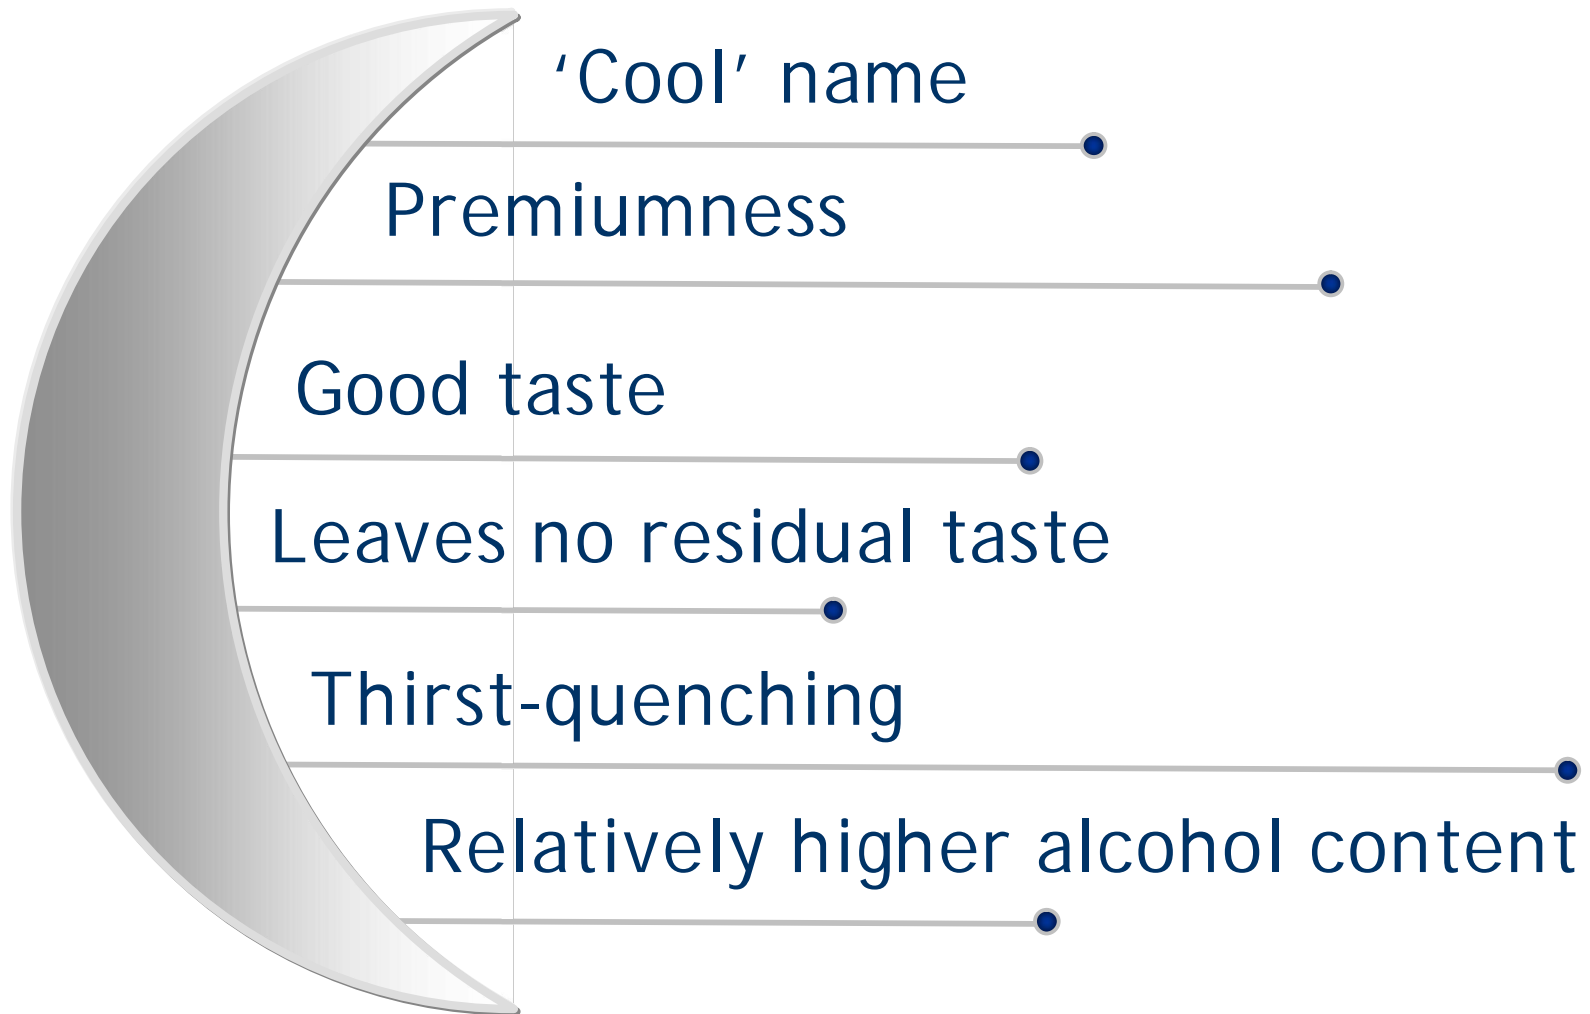 ‘Cool’ name
Premiumness
Good taste
Leaves no residual taste
Thirst-quenching
Relatively higher alcohol content